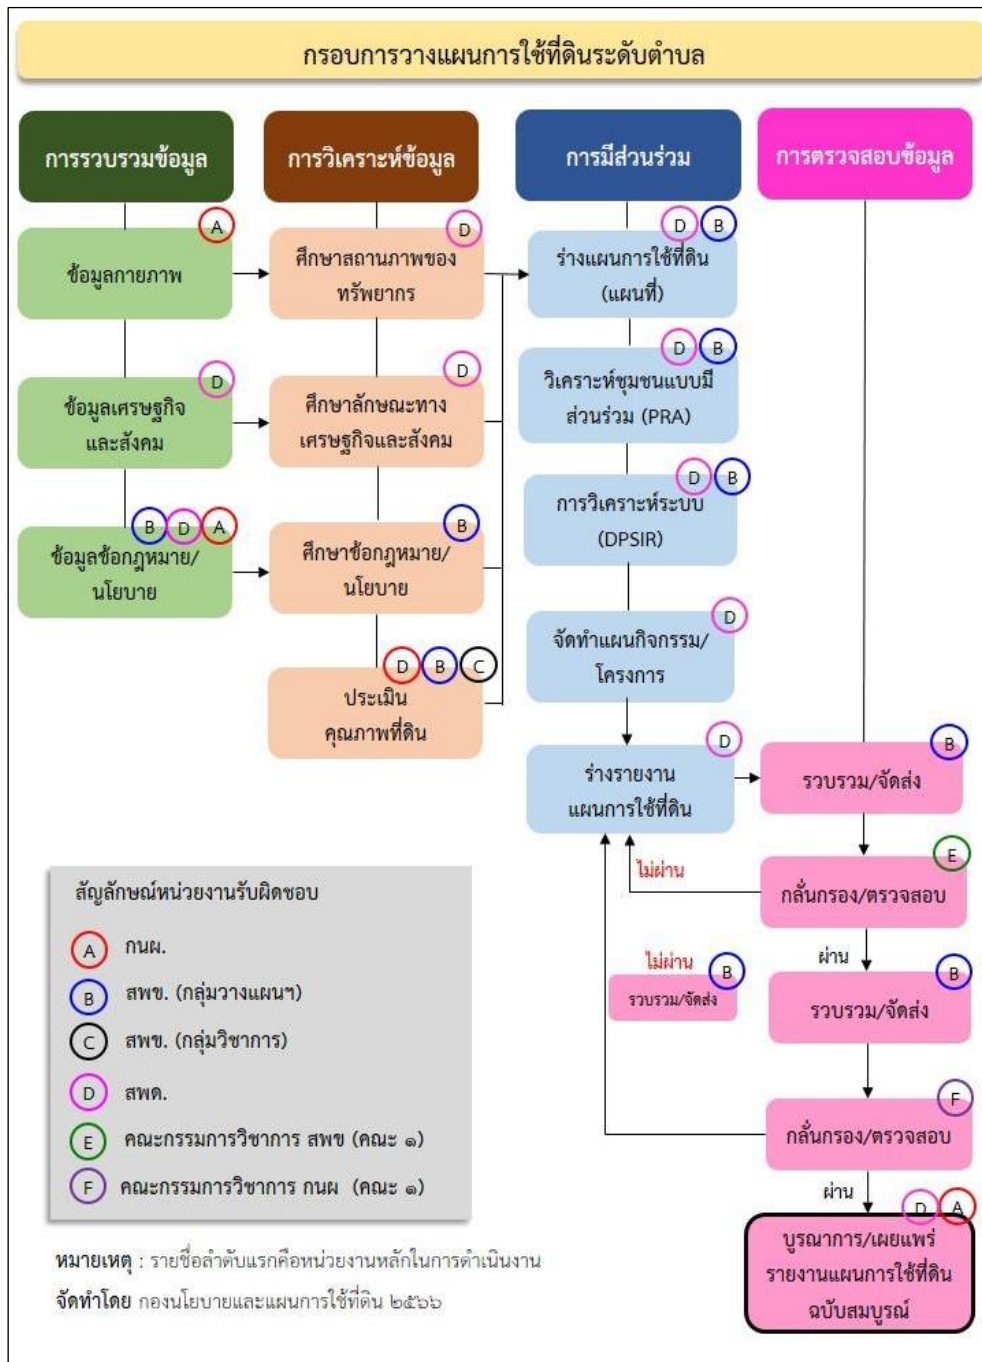 กรอบการวางแผนการใช้ที่ดินระดับตำบล
การรวบรวมข้อมูล
การวิเคราะห์ข้อมูล
การมีส่วนร่วม
การตรวจสอบข้อมูล
A
ข้อมูลกายภาพ
D
ข้อมูลเศรษฐกิจ
และสังคม
B D A
ข้อมูลข้อกฎหมาย/
นโยบาย
D
ศึกษาสถานภาพของ
ทรัพยากร
D
ศึกษาลักษณะทาง
เศรษฐกิจและสังคม
B
ศึกษาข้อกฎหมาย/
นโยบาย
D B C
ประเมิน
คุณภาพที่ดิน
D B
ร่างแผนการใช้ที่ดิน
(แผนที่)
D B
วิเคราะห์ชุมชนแบบมี
ส่วนร่วม (PRA)
D B
การวิเคราะห์ระบบ
(DPSIR)
D
จัดทำแผนกิจกรรม/
โครงการ
D
ร่างรายงาน
แผนการใช้ที่ดิน
B
รวบรวม/จัดส่ง
E
กลั่นกรอง/ตรวจสอบ
ไม่ผ่าน
ผ่าน
B
รวบรวม/จัดส่ง
ไม่ผ่าน
B
รวบรวม/จัดส่ง
F
กลั่นกรอง/ตรวจสอบ
ผ่าน
D A
บูรณาการ/เผยแพร่
รายงานแผนการใช้ที่ดิน
ฉบับสมบูรณ์
สัญลักษณ์หน่วยงานรับผิดชอบ
A กนผ.
B สพข. (กลุ่มวางแผนฯ)
C สพข. (กลุ่มวิชาการ)
D สพด.
E คณะกรรมการวิชาการ สพข (คณะ ๑)
F คณะกรรมการวิชาการ กนผ (คณะ ๑)
หมายเหตุ : รายชื่อลำดับแรกคือหน่วยงานหลักในการดำเนินงาน
จัดทำโดย กองนโยบายและแผนการใช้ที่ดิน ๒๕๖๖